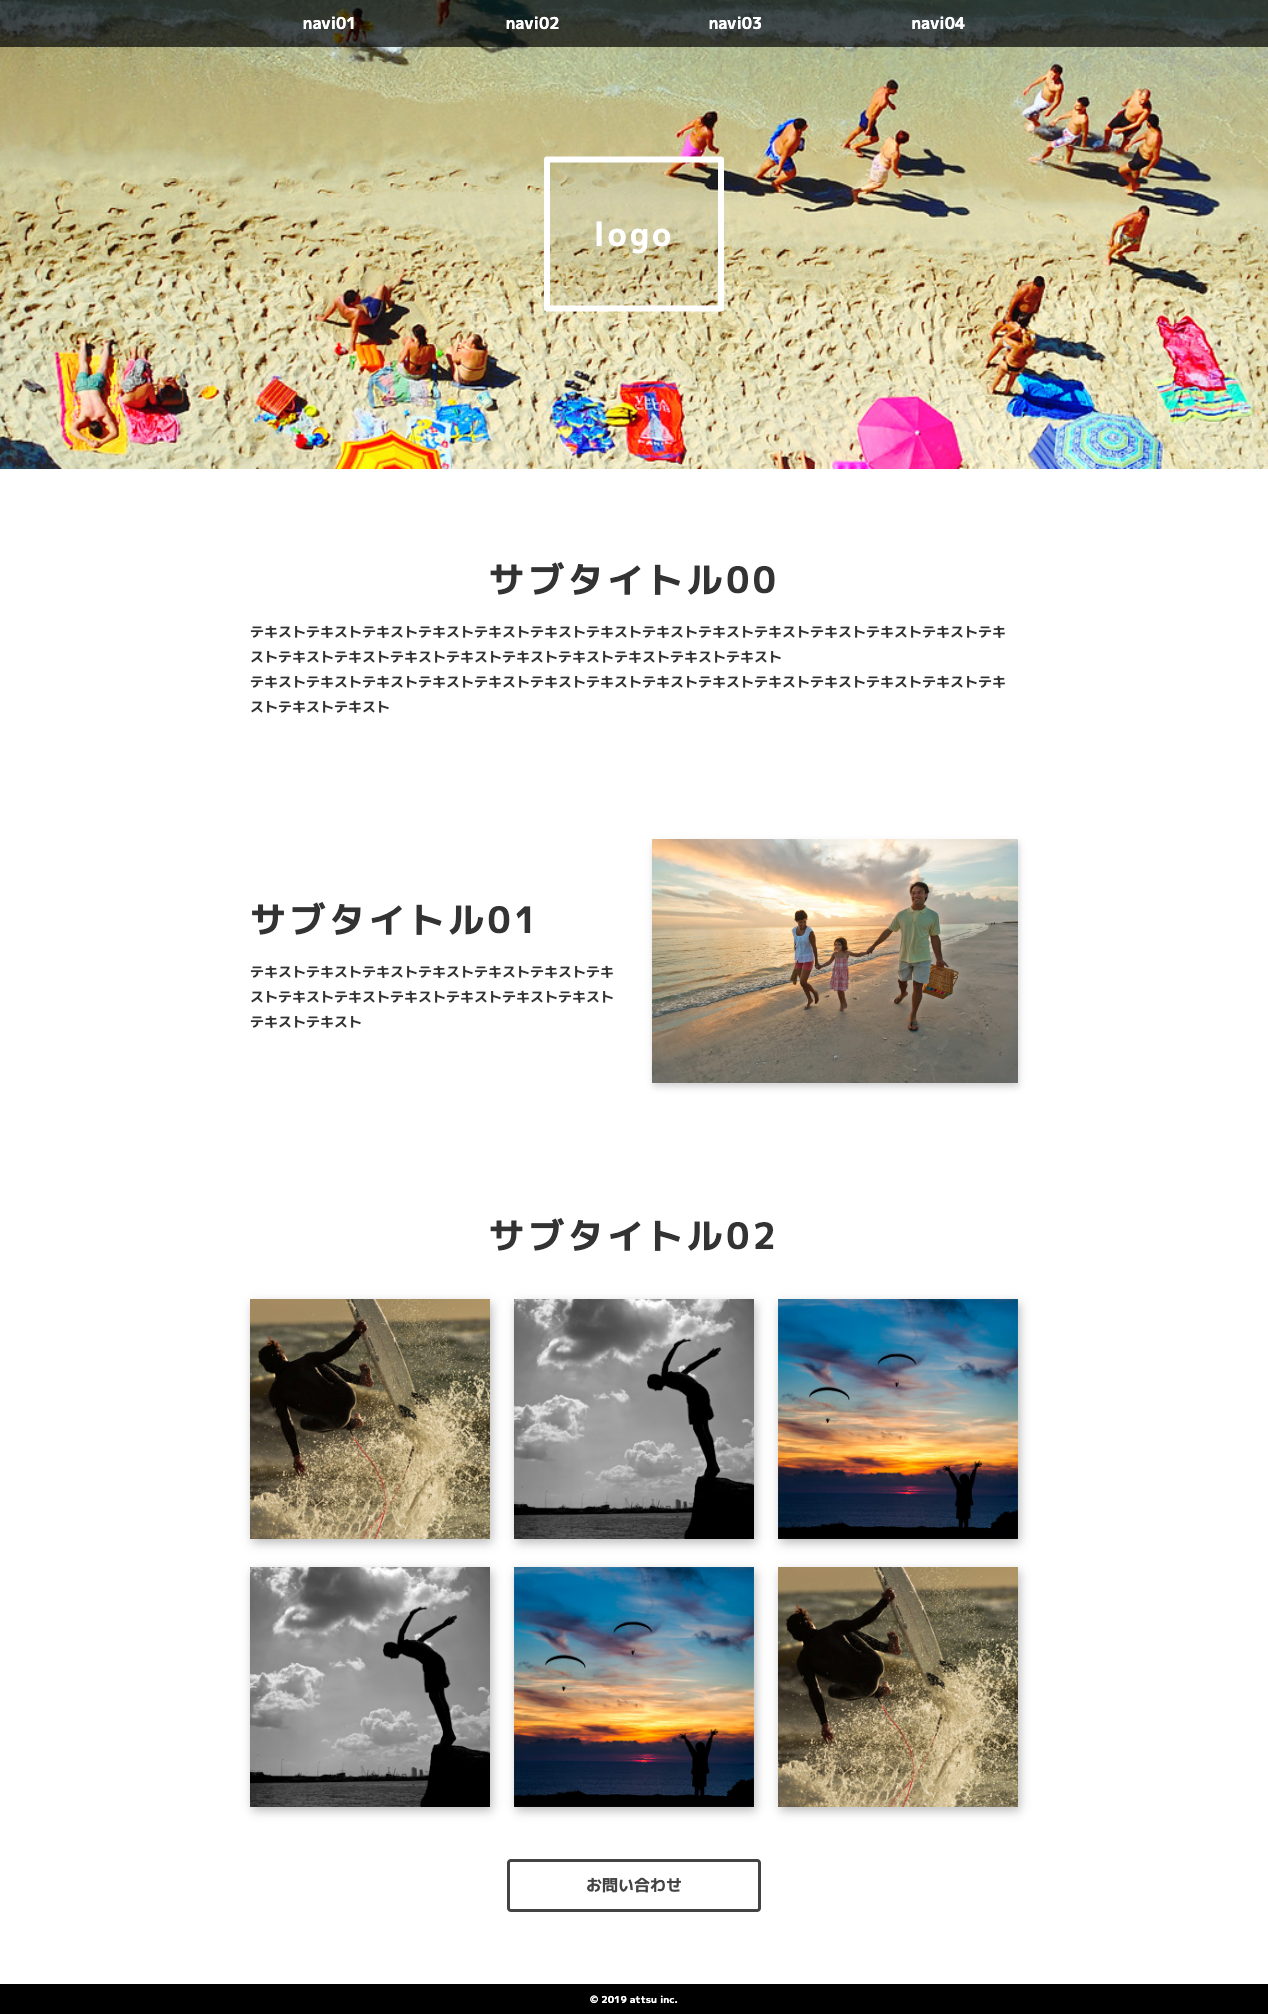 navi01 navi02 navi03 navi04
logo
サブタイトル00
テキストテキストテキストテキストテキストテキストテキストテキストテキストテキストテキストテキストテキストテキ
ストテキストテキストテキストテキストテキストテキストテキストテキストテキスト
テキストテキストテキストテキストテキストテキストテキストテキストテキストテキストテキストテキストテキストテキ
ストテキストテキスト
サブタイトル01
テキストテキストテキストテキストテキストテキストテキ
ストテキストテキストテキストテキストテキストテキスト
テキストテキスト
サブタイトル02
お問い合わせ
© 2019 attsu inc.